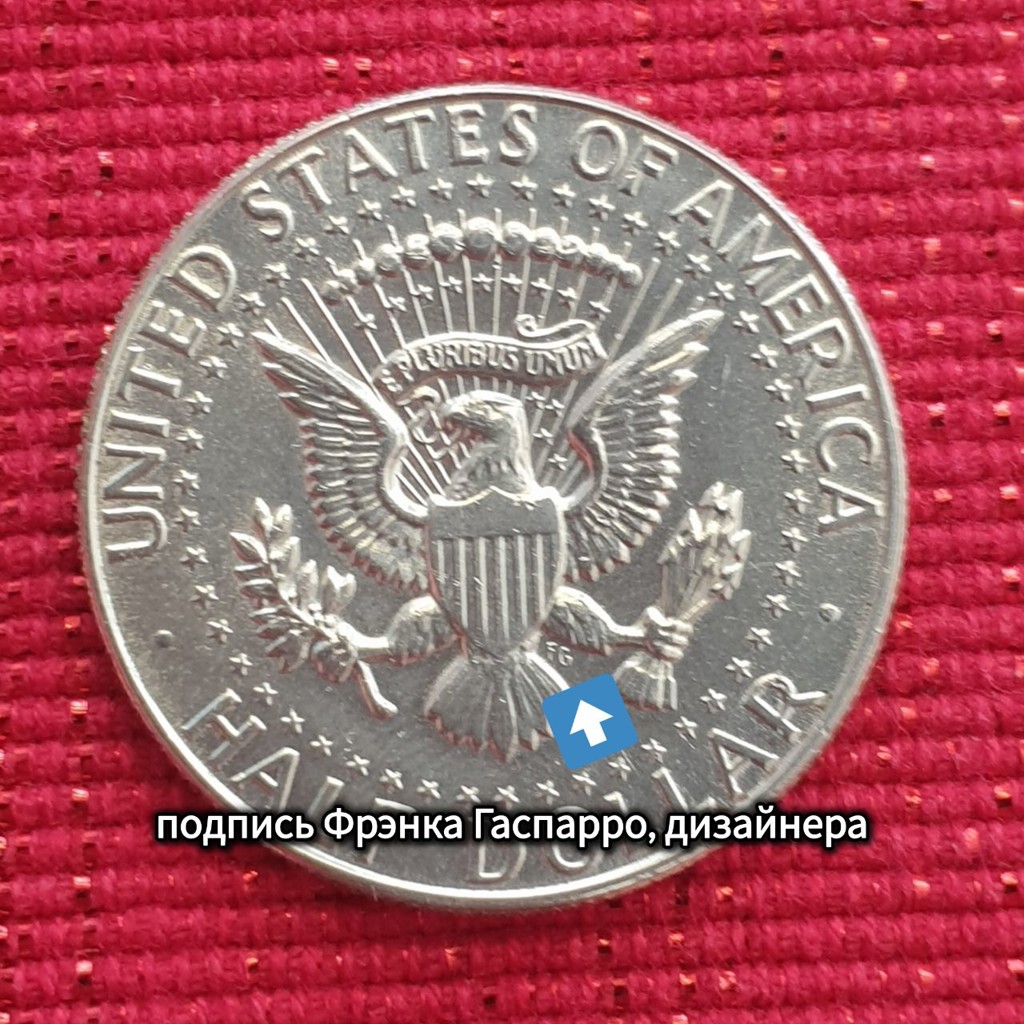 UNITED STATES OF AMERICA
E PLURIBUS UNUM
FG
HALF DOLLAR
подпись Фрэнка Гаспарро, дизайнера